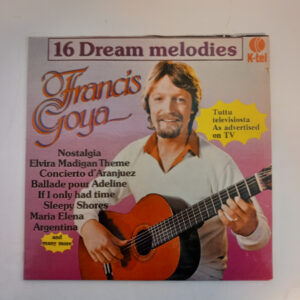 16 Dream melodies
K-tel
Francis
Goya
Tuttu
televisiosta
As advertised
on TV
Nostalgia
Elvira Madigan Theme
Concierto d'Aranjuez
Ballade pour Adeline
If I only had time
Sleepy Shores
Maria Elena
Argentina
and
many more